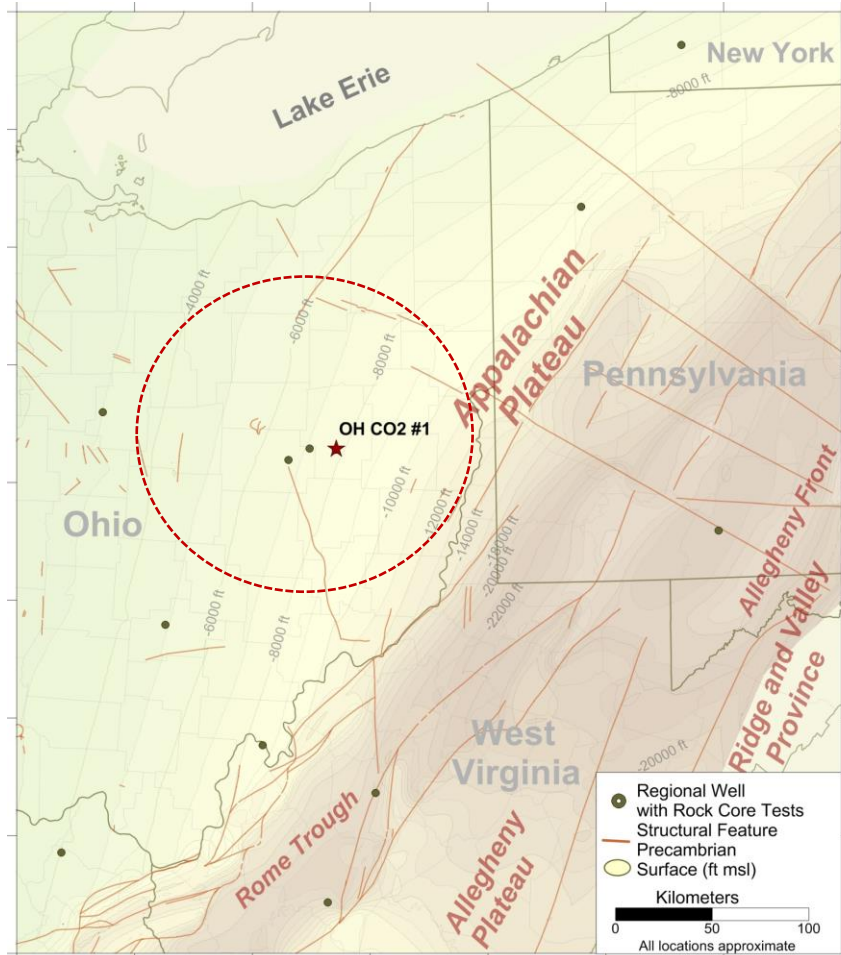 New York
-8000 ft
Lake Erie
-4000 ft
-6000 ft
-8000 ft
Appalachian
Plateau
Pennsylvania
OH CO2 #1
-10000 ft
-12000 ft
-14000 ft
-18000 ft
-20000 ft
-22000 ft
Ohio
Allegheny Front
Ridge and Valley
Province
-6000 ft
-8000 ft
West
Virginia
-20000 ft
Rome Trough
Allegheny
Plateau
Regional Well
with Rock Core Tests
Structural Feature
Precambrian
Surface (ft msl)
Kilometers
0 50 100
All locations approximate